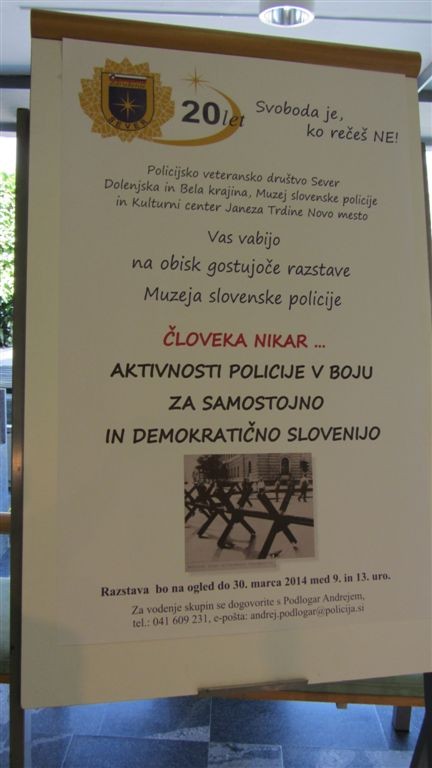 SEVER
20let
Svoboda je,
ko rečeš NE!
Policijsko veteransko društvo Sever
Dolenjska in Bela krajina, Muzej slovenske policije
in Kulturni center Janeza Trdine Novo mesto
Vas vabijo
na obisk gostujoče razstave
Muzeja slovenske policije
ČLOVEKA NIKAR ...
AKTIVNOSTI POLICIJE V BOJU
ZA SAMOSTOJNO
IN DEMOKRATIČNO SLOVENIJO
Razstava bo na ogled do 30. marca 2014 med 9. in 13. uro.
Za vodenje skupin se dogovorite s Podlogar Andrejem,
tel.: 041 609 231, e-pošta: andrej.podlogar@policija.si